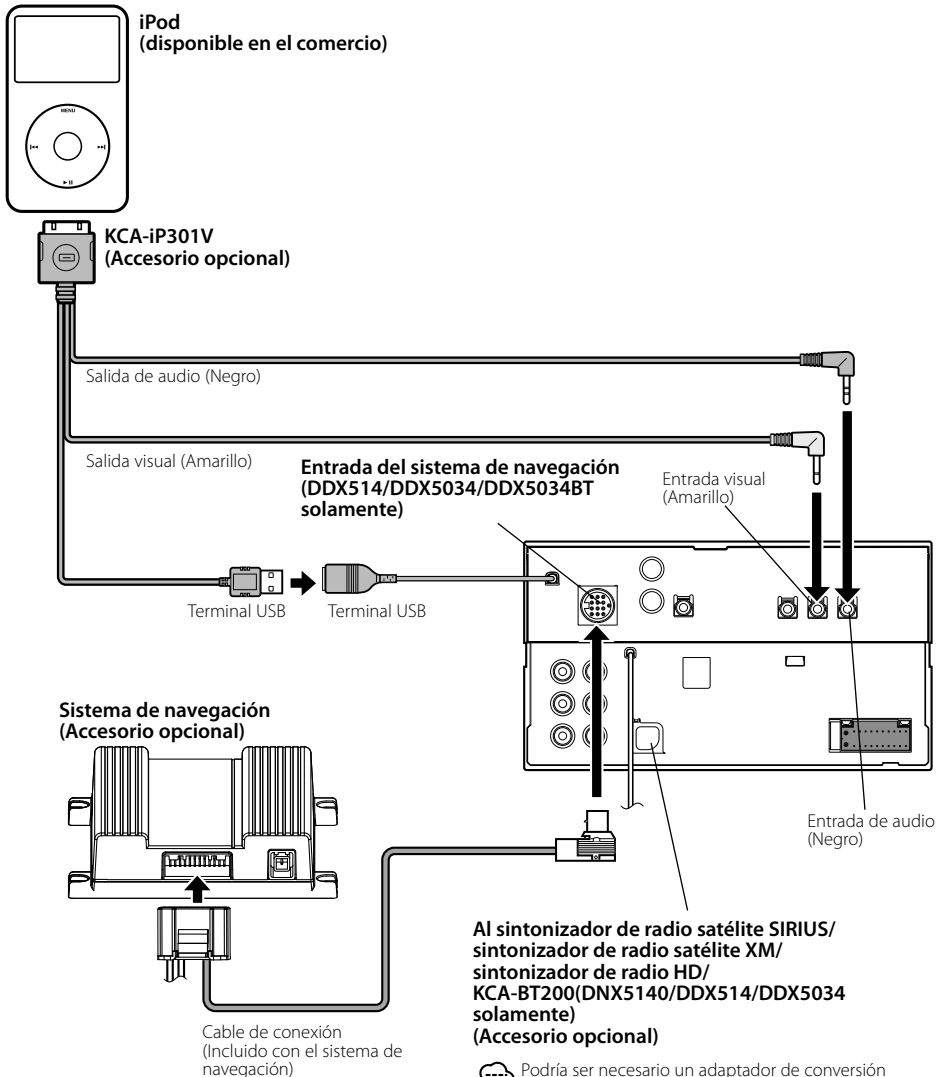 iPod
(disponible en el comercio)
MENU
KCA-iP301V
(Accesorio opcional)
Salida de audio (Negro)
Salida visual (Amarillo)
Entrada del sistema de navegación
(DDX514/DDX5034/DDX5034BT
solamente)
Entrada visual
(Amarillo)
Terminal USB
Terminal USB
Sistema de navegación
(Accesorio opcional)
Entrada de audio
(Negro)
Al sintonizador de radio satélite SIRIUS/
sintonizador de radio satélite XM/
sintonizador de radio HD/
KCA-BT200(DNX5140/DDX514/DDX5034
solamente)
(Accesorio opcional)
Cable de conexión
(Incluido con el sistema de
navegación)
Podría ser necesario un adaptador de conversión